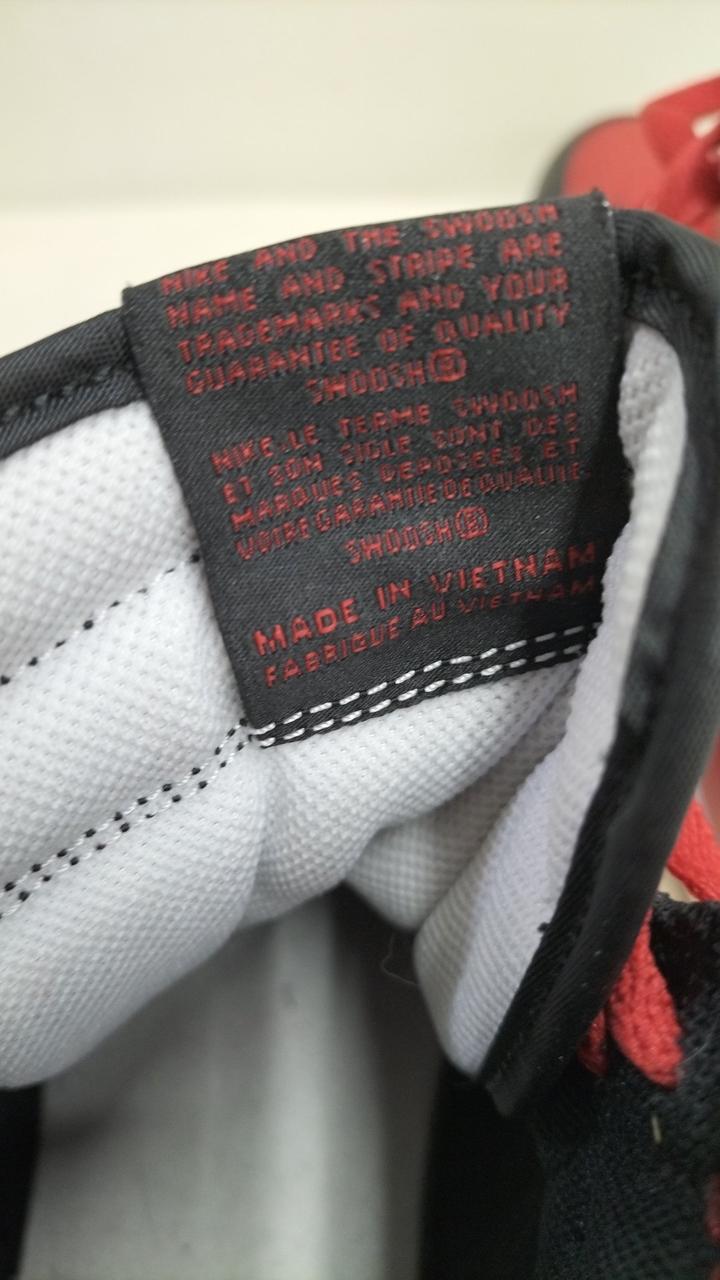 NIKE AND THE SWOOSH
NAME AND STRIPE ARE
TRADEMARKS AND YOUR
GUARANTEE OF QUALITY
SWOOSH®
NIKE-LE TERME SWOOSH
ET SON SIGLE SONT DES
MARQUES DEPOSEES ET
VOTRE GARANTIE DE QUALITE-
SWOOSH®
MADE IN VIETNAM
FABRIQUE AU VIETNAM